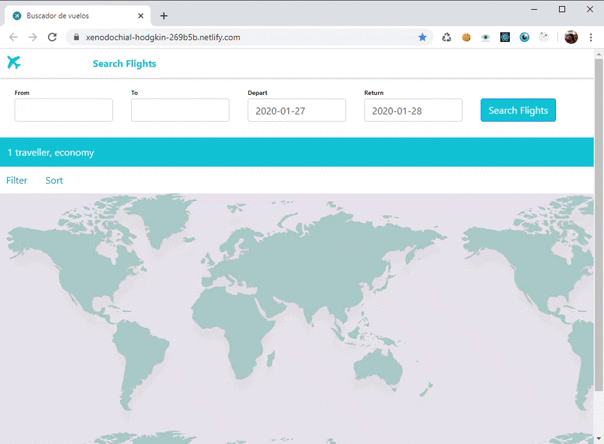 Buscador de vuelos
xenodochial-hodgkin-269b5b.netlify.com
Search Flights
From To Depart Return
2020-01-27 2020-01-28 Search Flights
1 traveller, economy
Filter Sort